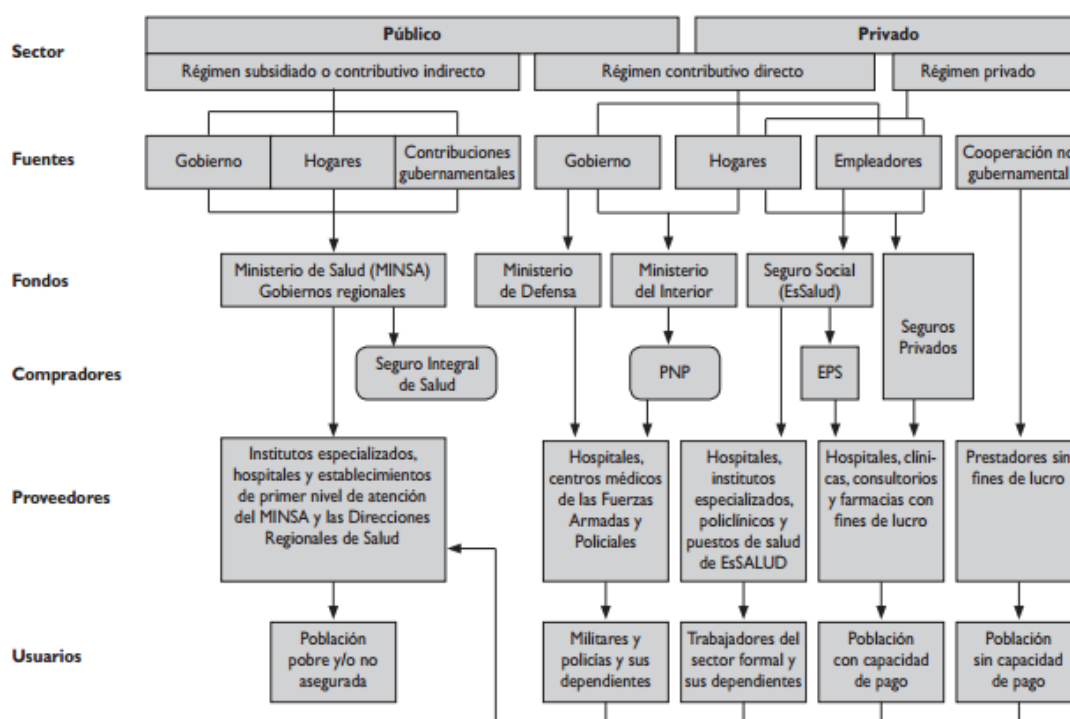 Sector
Público
Privado
Régimen subsidiado o contributivo indirecto
Régimen contributivo directo
Régimen privado
Fuentes
Gobierno
Hogares
Contribuciones
gubernamentales
Gobierno
Hogares
Empleadores
Cooperación no
gubernamental
Fondos
Ministerio de Salud (MINSA)
Gobiernos regionales
Ministerio
de Defensa
Ministerio
del Interior
Seguro Social
(EsSalud)
Seguros
Privados
Compradores
Seguro Integral
de Salud
PNP
EPS
Proveedores
Institutos especializados,
hospitales y establecimientos
de primer nivel de atención
del MINSA y las Direcciones
Regionales de Salud
Hospitales,
centros médicos
de las Fuerzas
Armadas y
Policiales
Hospitales,
institutos
especializados,
policlínicos y
puestos de salud
de EsSALUD
Hospitales, clíni-
cas, consultorios
y farmacias con
fines de lucro
Prestadores sin
fines de lucro
Usuarios
Población
pobre y/o no
asegurada
Militares y
policías y sus
dependientes
Trabajadores del
sector formal y
sus dependientes
Población
con capacidad
de pago
Población
sin capacidad
de pago